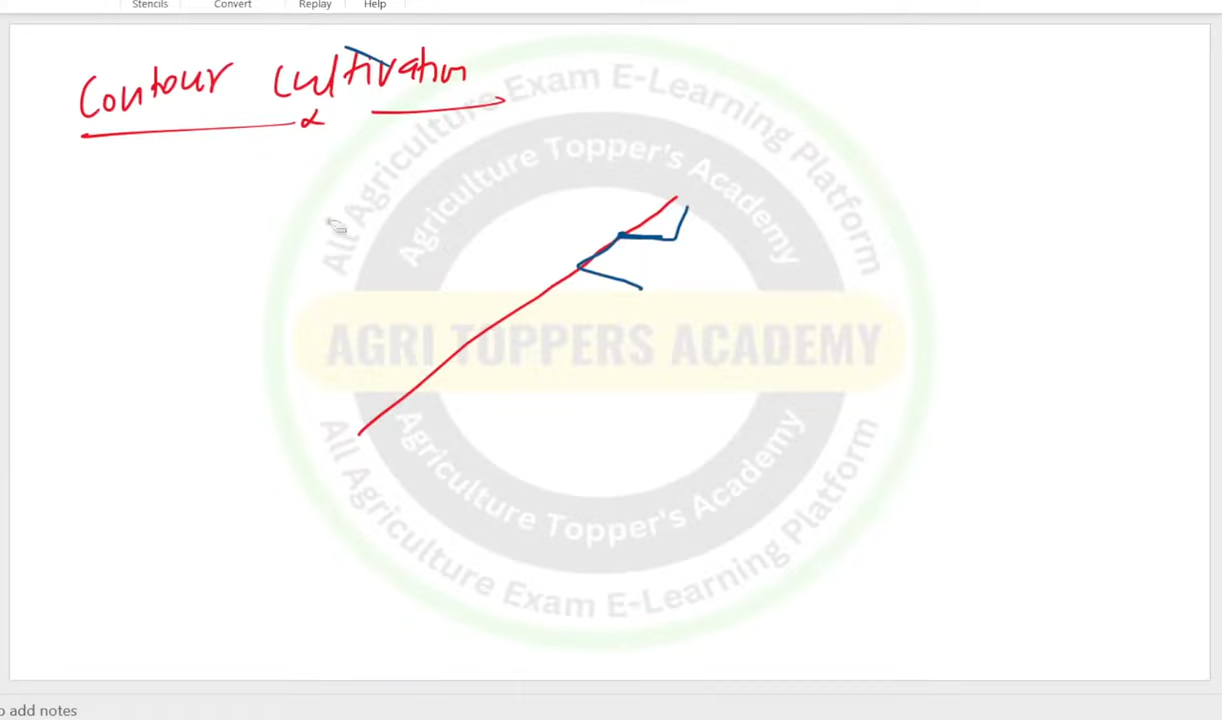 Stencils Convert Replay Help
Contour Cultivation
All Agriculture Exam E-Learning Platform
Agriculture Topper's Academy
AGRI TOPPERS ACADEMY
Agriculture Topper's Academy
All Agriculture Exam E-Learning Platform
o add notes